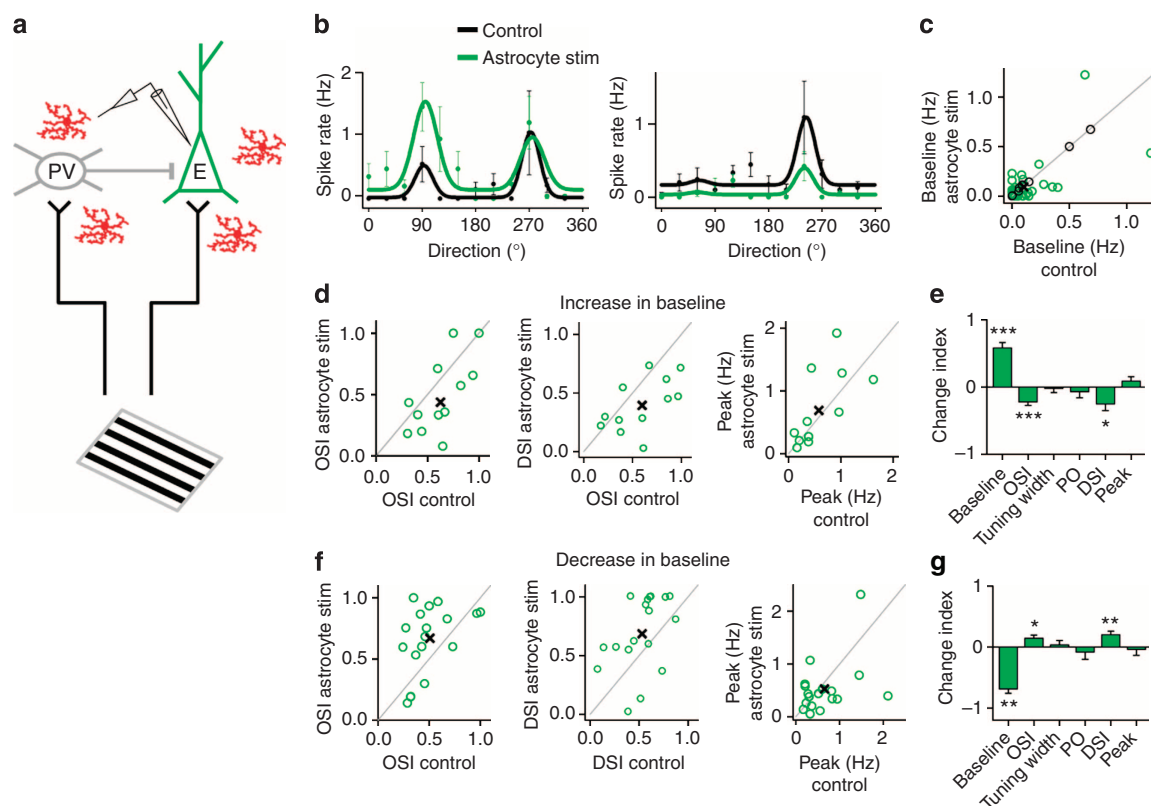 a
PV
E
b
Control
Astrocyte stim
Spike rate (Hz)
2
1
0
0 90 180 270 360
Direction (°)
Spike rate (Hz)
2
1
0
0 90 180 270 360
Direction (°)
c
Baseline (Hz)
astrocyte stim
1.0
0.5
0.0
0.0 0.5 1.0
Baseline (Hz)
control
d
Increase in baseline
OSI astrocyte stim
1.0
0.5
0.0
0.0 0.5 1.0
OSI control
DSI astrocyte stim
1.0
0.5
0.0
0.0 0.5 1.0
OSI control
Peak (Hz)
astrocyte stim
2
1
0
0 1 2
Peak (Hz)
control
e
Change index
1
0
–1
***
***
*
Baseline
OSI
Tuning width
PO
DSI
Peak
f
Decrease in baseline
OSI astrocyte stim
1.0
0.5
0.0
0.0 0.5 1.0
OSI control
DSI astrocyte stim
1.0
0.5
0.0
0.0 0.5 1.0
DSI control
Peak (Hz)
astrocyte stim
2
1
0
0 1 2
Peak (Hz)
control
g
Change index
1
0
–1
**
*
**
Baseline
OSI
Tuning width
PO
DSI
Peak